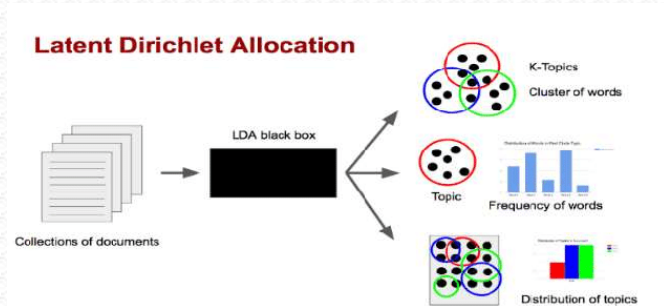 Latent Dirichlet Allocation
K-Topics
Cluster of words
LDA black box
Topic
Frequency of words
Collections of documents
Distribution of topics